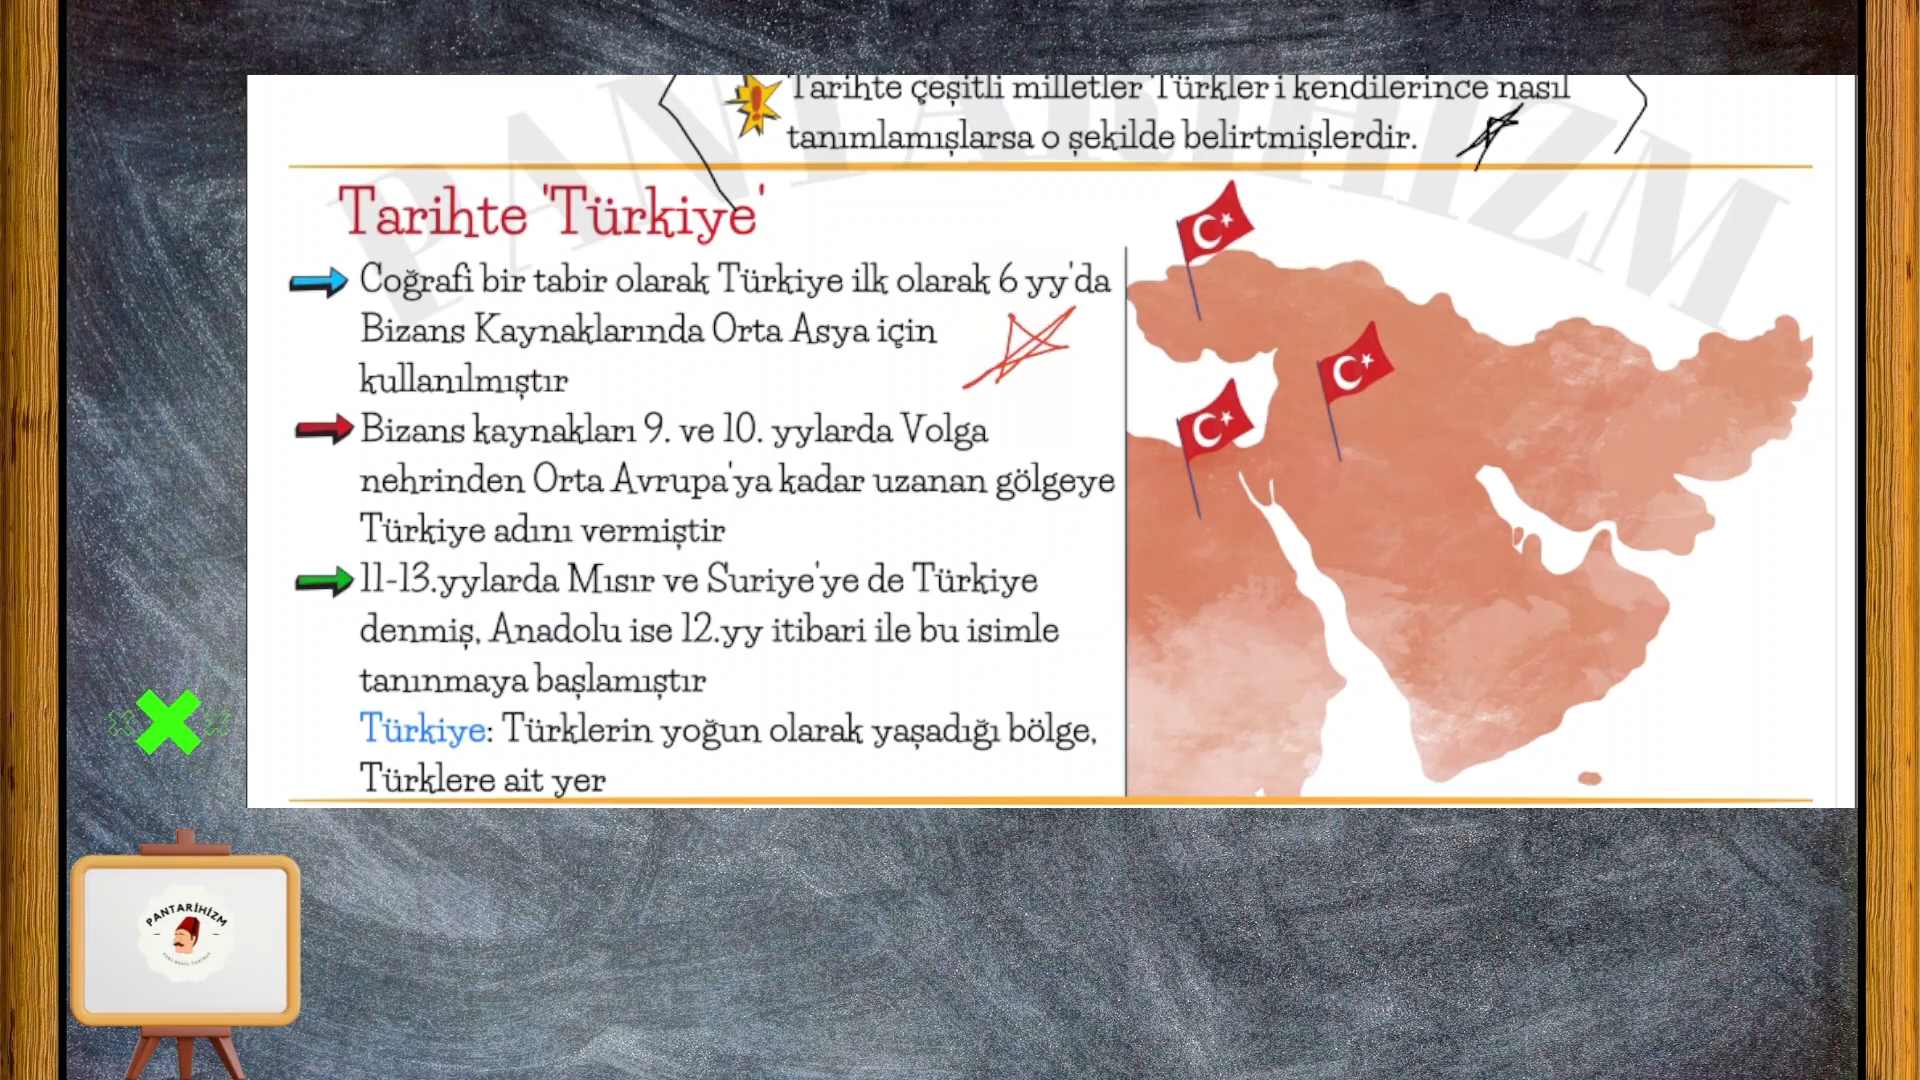 Tarihte çeşitli milletler Türkler i kendilerince nasıl
tanımlamışlarsa o şekilde belirtmişlerdir.
PANTARİHİZM
Tarihte 'Türkiye'
Coğrafi bir tabir olarak Türkiye ilk olarak 6 yy'da
Bizans Kaynaklarında Orta Asya için
kullanılmıştır
Bizans kaynakları 9. ve 10. yylarda Volga
nehrinden Orta Avrupa'ya kadar uzanan gölgeye
Türkiye adını vermiştir
11-13.yylarda Mısır ve Suriye'ye de Türkiye
denmiş, Anadolu ise 12.yy itibari ile bu isimle
tanınmaya başlamıştır
Türkiye: Türklerin yoğun olarak yaşadığı bölge,
Türklere ait yer
PANTARİHİZM